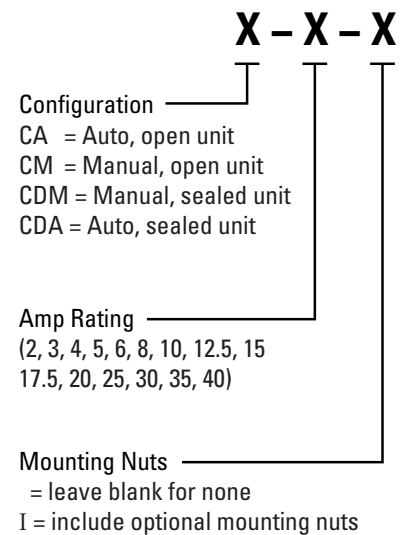 X – X – X
Configuration
CA = Auto, open unit
CM = Manual, open unit
CDM = Manual, sealed unit
CDA = Auto, sealed unit
Amp Rating
(2, 3, 4, 5, 6, 8, 10, 12.5, 15
17.5, 20, 25, 30, 35, 40)
Mounting Nuts
= leave blank for none
I = include optional mounting nuts